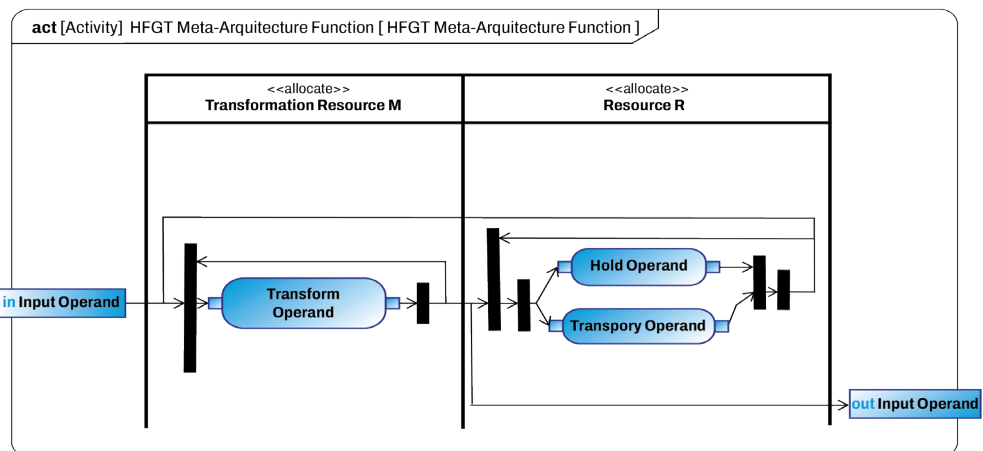 act [Activity] HFGT Meta-Arquitecture Function [ HFGT Meta-Arquitecture Function ]
<<allocate>>
Transformation Resource M
<<allocate>>
Resource R
Hold Operand
in Input Operand
Transform
Operand
Transpory Operand
out Input Operand